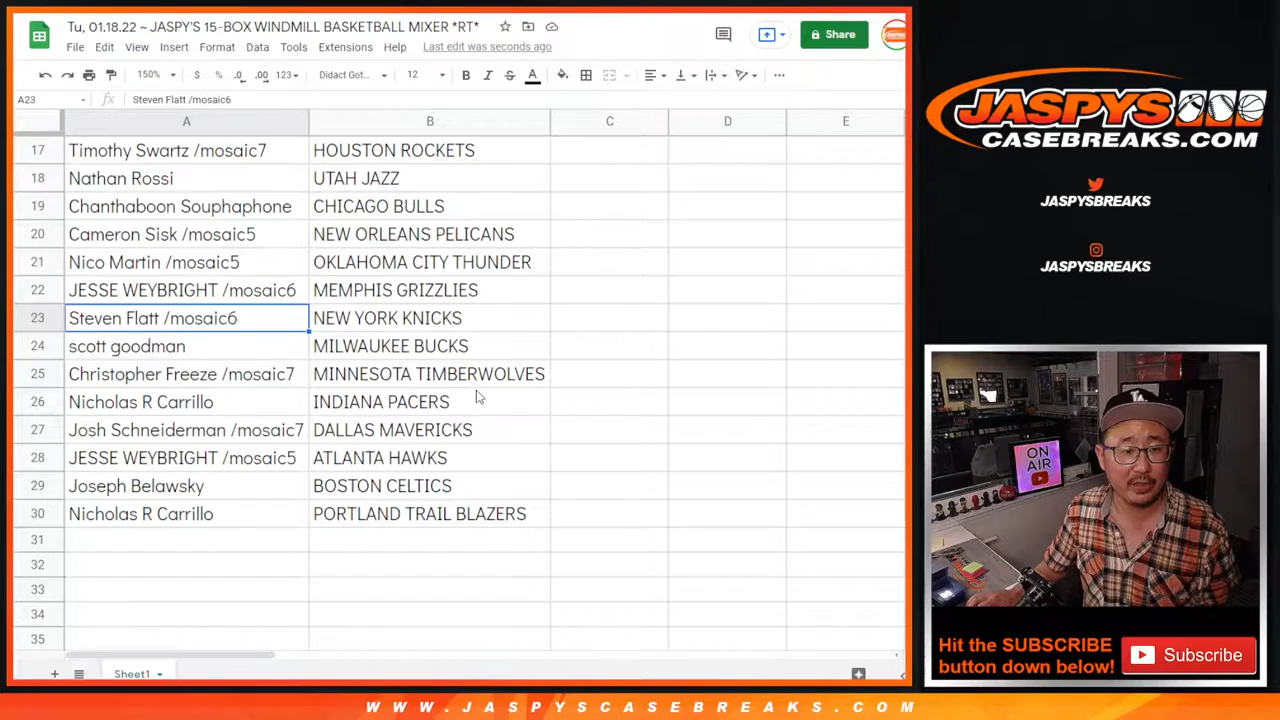 Tu, 01.18.22 ~ JASPY'S 15-BOX WINDMILL BASKETBALL MIXER *RT*
File Edit View Insert Format Data Tools Extensions Help Last edit was seconds ago
Share
150% $ % .0 .00 123 Didact Got... 12 B I S A
A23 fx Steven Flatt /mosaic6
A B C D E
17 Timothy Swartz /mosaic7 HOUSTON ROCKETS
18 Nathan Rossi UTAH JAZZ
19 Chanthaboon Souphaphone CHICAGO BULLS
20 Cameron Sisk /mosaic5 NEW ORLEANS PELICANS
21 Nico Martin /mosaic5 OKLAHOMA CITY THUNDER
22 JESSE WEYBRIGHT /mosaic6 MEMPHIS GRIZZLIES
23 Steven Flatt /mosaic6 NEW YORK KNICKS
24 scott goodman MILWAUKEE BUCKS
25 Christopher Freeze /mosaic7 MINNESOTA TIMBERWOLVES
26 Nicholas R Carrillo INDIANA PACERS
27 Josh Schneiderman /mosaic7 DALLAS MAVERICKS
28 JESSE WEYBRIGHT /mosaic5 ATLANTA HAWKS
29 Joseph Belawsky BOSTON CELTICS
30 Nicholas R Carrillo PORTLAND TRAIL BLAZERS
31
32
33
34
35
Sheet1
JASPYS
CASEBREAKS.COM
JASPYSBREAKS
JASPYSBREAKS
ON
AIR
Hit the SUBSCRIBE
button down below!
Subscribe
WWW.JASPYSCASEBREAKS.COM